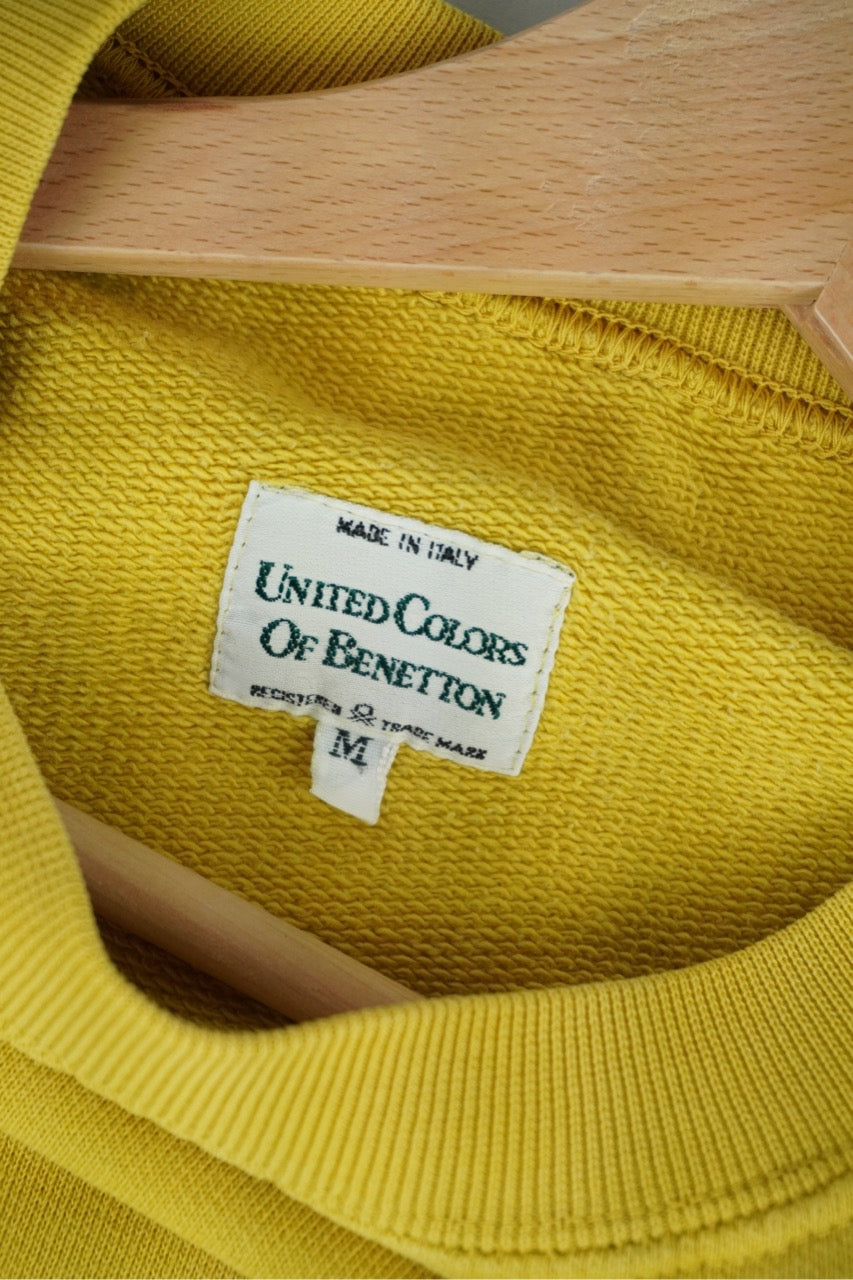 MADE IN ITALY
UNITED COLORS
OF BENETTON
REGISTERED TRADE MARK
M